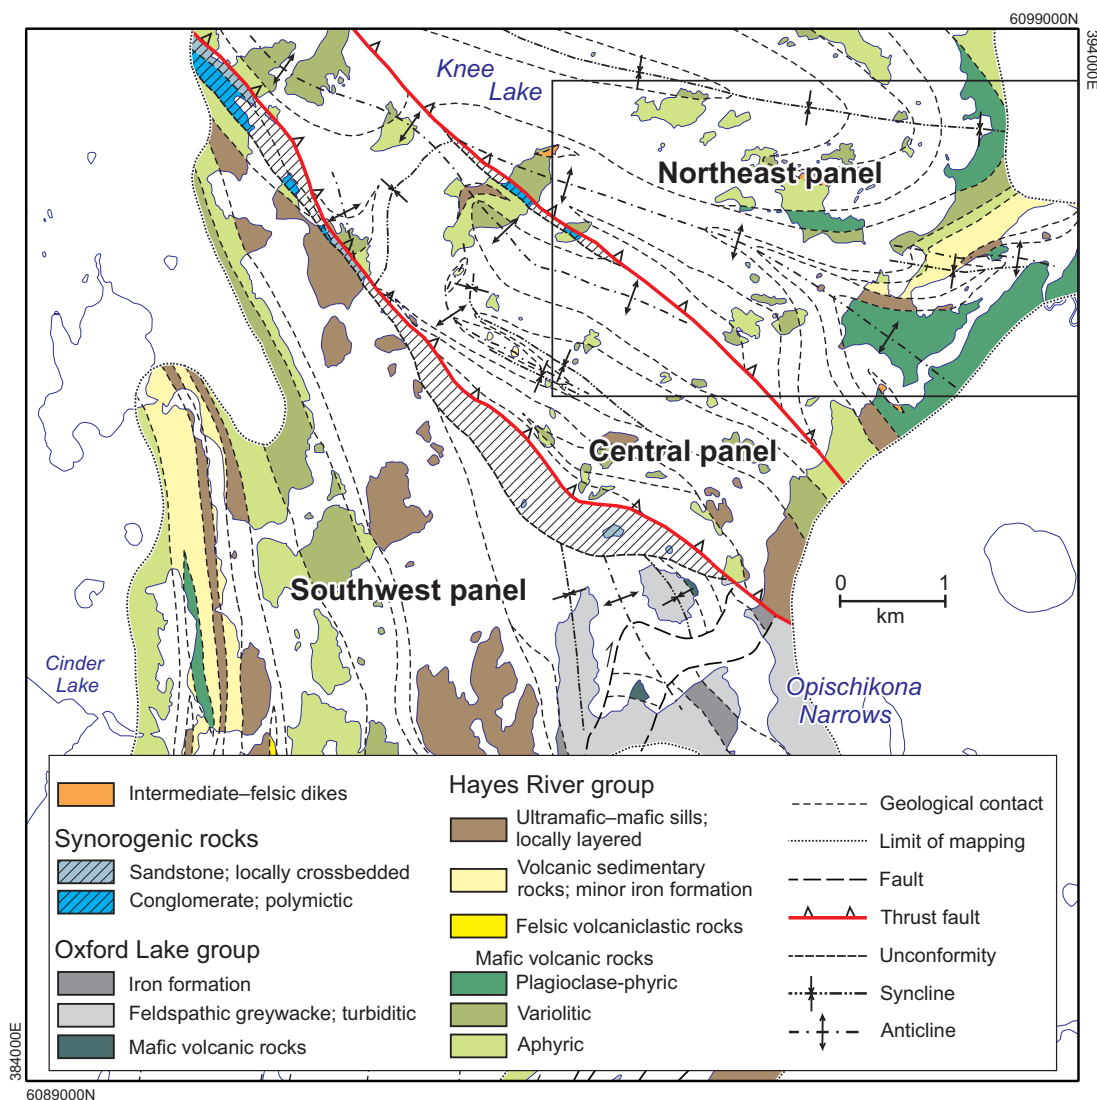 6099000N
394000E
Knee
Lake
Northeast panel
Central panel
Southwest panel
0 1
km
Cinder
Lake
Opischikona
Narrows
Intermediate–felsic dikes
Synorogenic rocks
Sandstone; locally crossbedded
Conglomerate; polymictic
Oxford Lake group
Iron formation
Feldspathic greywacke; turbiditic
Mafic volcanic rocks
Hayes River group
Ultramafic–mafic sills;
locally layered
Volcanic sedimentary
rocks; minor iron formation
Felsic volcaniclastic rocks
Mafic volcanic rocks
Plagioclase-phyric
Variolitic
Aphyric
Geological contact
Limit of mapping
Fault
Thrust fault
Unconformity
Syncline
Anticline
384000E
6089000N